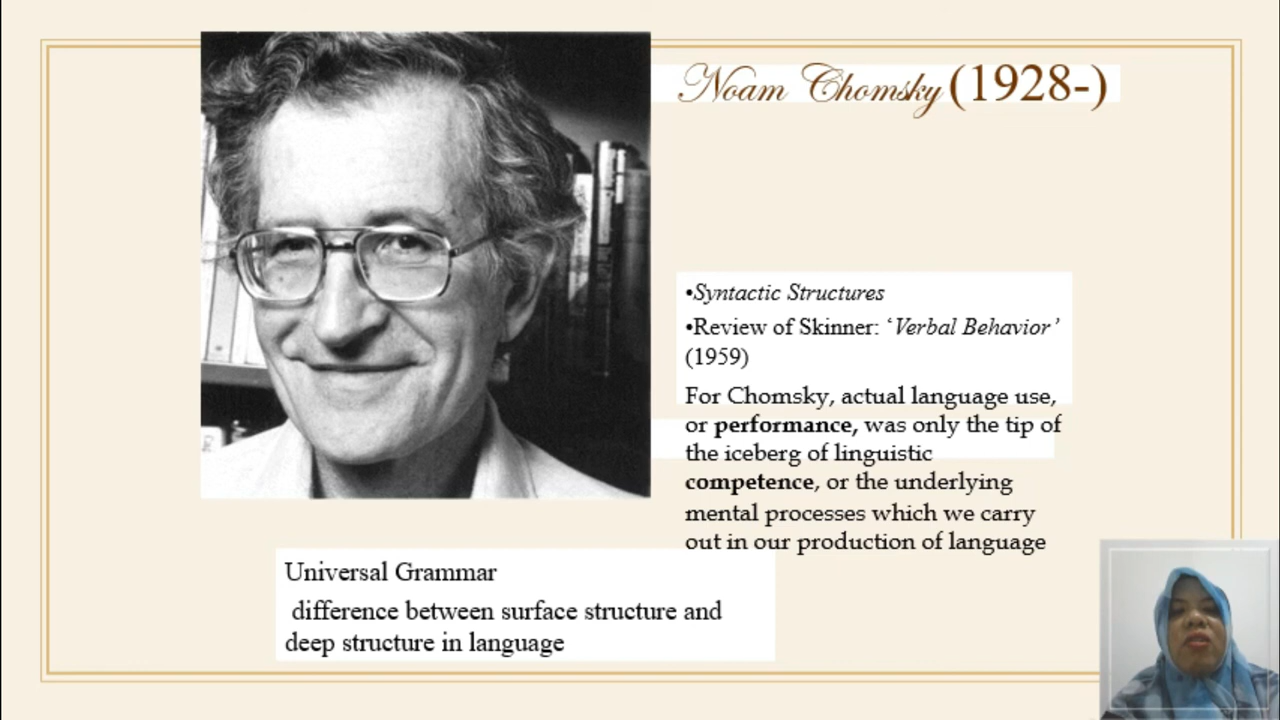 Noam Chomsky (1928-)
•Syntactic Structures
•Review of Skinner: ‘Verbal Behavior’
(1959)
For Chomsky, actual language use,
or performance, was only the tip of
the iceberg of linguistic
competence, or the underlying
mental processes which we carry
out in our production of language
Universal Grammar
difference between surface structure and
deep structure in language